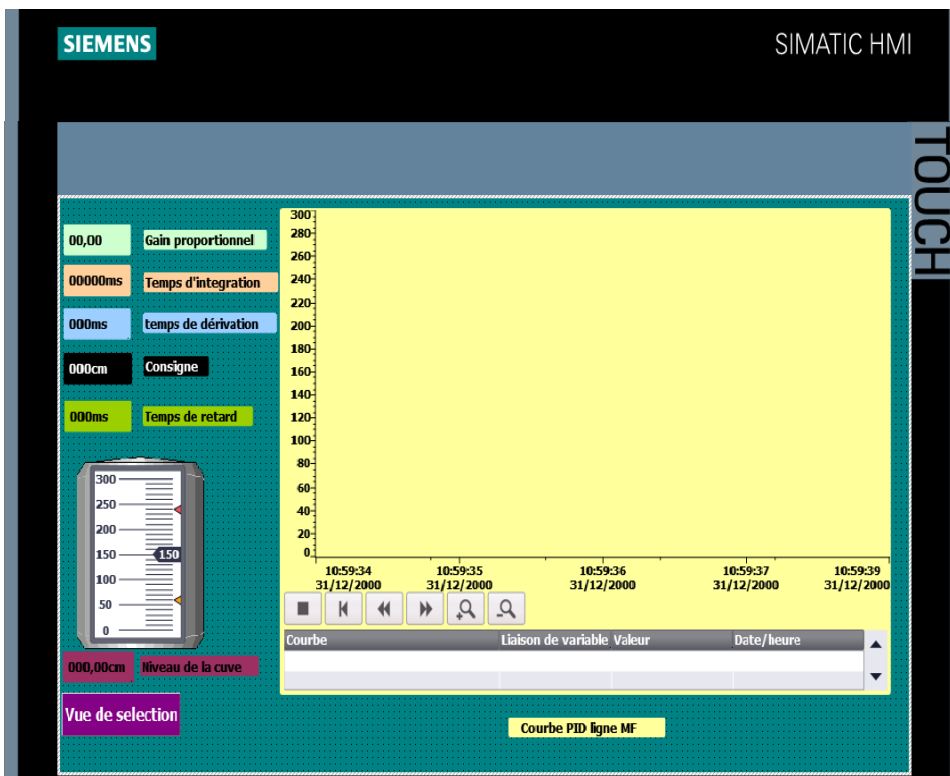 SIEMENS
SIMATIC HMI
TOUCH
00,00 Gain proportionnel
00000ms Temps d'integration
000ms temps de dérivation
000cm Consigne
000ms Temps de retard
300
250
200
150
100
50
0
150
000,00cm Niveau de la cuve
Vue de selection
300
280
260
240
220
200
180
160
140
120
100
80
60
40
20
0
10:59:34 10:59:35 10:59:36 10:59:37 10:59:39
31/12/2000 31/12/2000 31/12/2000 31/12/2000 31/12/2000
Courbe Liaison de variable Valeur Date/heure
Courbe PID ligne MF